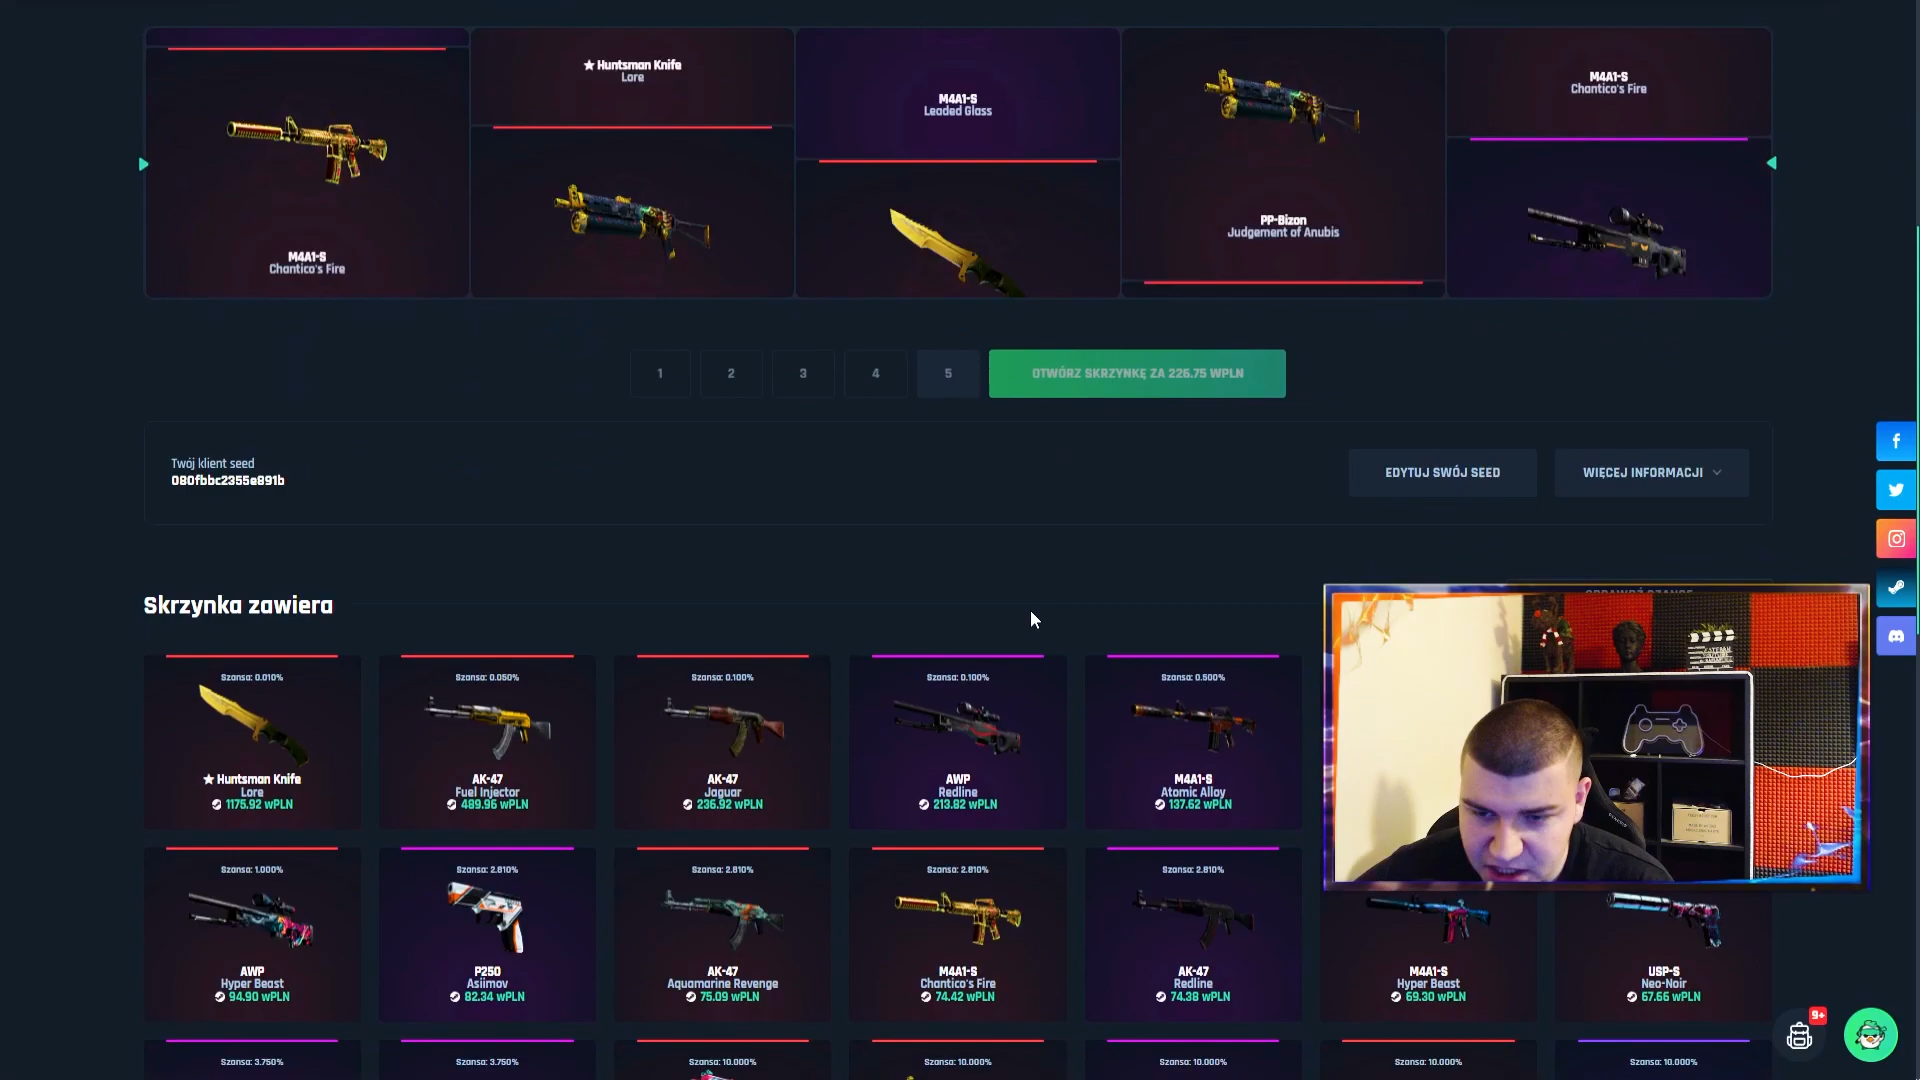 ★ Huntsman Knife
Lore
M4A1-S
Chantico's Fire
M4A1-S
Leaded Glass
PP-Bizon
Judgement of Anubis
M4A1-S
Chantico's Fire
1
2
3
4
5
OTWÓRZ SKRZYNKĘ ZA 226.75 WPLN
Twój klient seed
080fbbc2355e891b
EDYTUJ SWÓJ SEED
WIĘCEJ INFORMACJI
Skrzynka zawiera
Szansa: 0.010%
★ Huntsman Knife
Lore
1175.92 wPLN
Szansa: 0.050%
AK-47
Fuel Injector
489.96 wPLN
Szansa: 0.100%
AK-47
Jaguar
236.92 wPLN
Szansa: 0.100%
AWP
Redline
213.82 wPLN
Szansa: 0.500%
M4A1-S
Atomic Alloy
137.62 wPLN
Szansa: 1.000%
AWP
Hyper Beast
94.90 wPLN
Szansa: 2.810%
P250
Asiimov
82.34 wPLN
Szansa: 2.810%
AK-47
Aquamarine Revenge
75.09 wPLN
Szansa: 2.810%
M4A1-S
Chantico's Fire
74.42 wPLN
Szansa: 2.810%
AK-47
Redline
74.38 wPLN
M4A1-S
Hyper Beast
69.30 wPLN
USP-S
Neo-Noir
67.66 wPLN
9+
Szansa: 3.750%
Szansa: 3.750%
Szansa: 10.000%
Szansa: 10.000%
Szansa: 10.000%
Szansa: 10.000%
Szansa: 10.000%